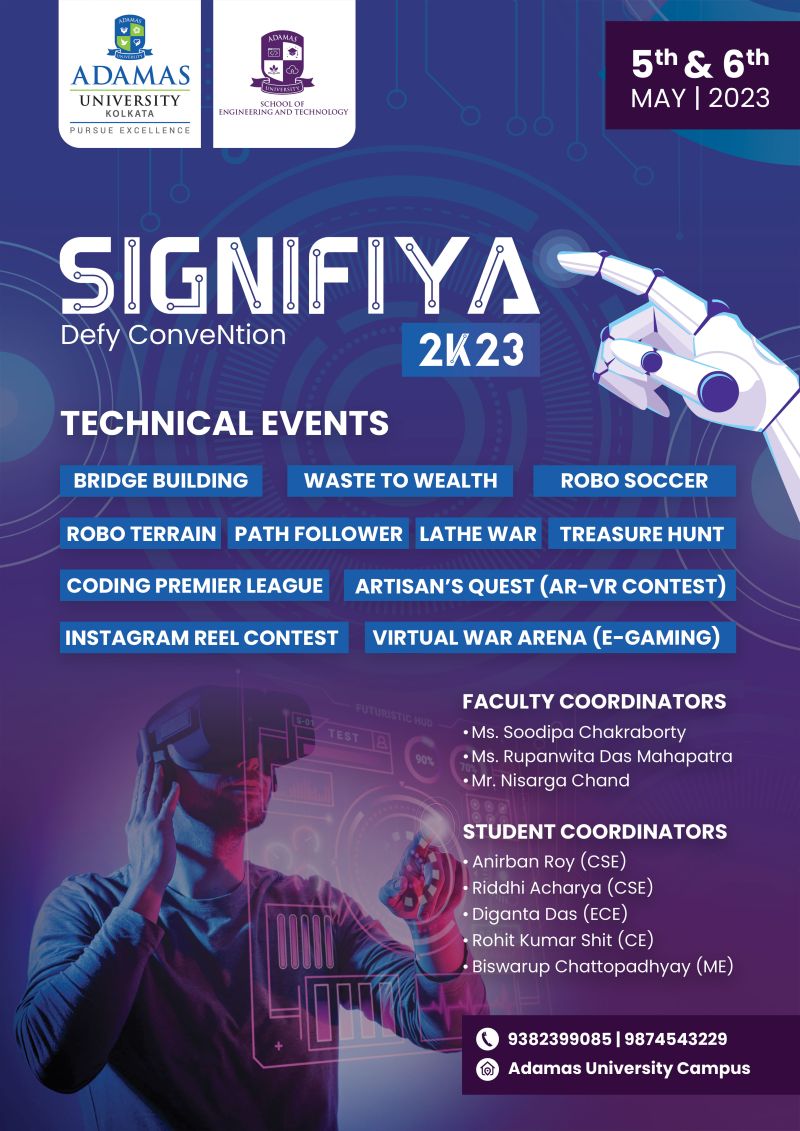 ADAMAS
UNIVERSITY
ADAMAS
UNIVERSITY
KOLKATA
PURSUE EXCELLENCE
ADAMAS
UNIVERSITY
SCHOOL OF
ENGINEERING AND TECHNOLOGY
5th & 6th
MAY | 2023
SIGNIFIYA
Defy ConveNtion
2K23
TECHNICAL EVENTS
BRIDGE BUILDING
WASTE TO WEALTH
ROBO SOCCER
ROBO TERRAIN
PATH FOLLOWER
LATHE WAR
TREASURE HUNT
CODING PREMIER LEAGUE
ARTISAN'S QUEST (AR-VR CONTEST)
INSTAGRAM REEL CONTEST
VIRTUAL WAR ARENA (E-GAMING)
FUTURISTIC HUD
S-01
TEST
90%
70%
FACULTY COORDINATORS
• Ms. Soodipa Chakraborty
• Ms. Rupanwita Das Mahapatra
• Mr. Nisarga Chand
STUDENT COORDINATORS
• Anirban Roy (CSE)
• Riddhi Acharya (CSE)
• Diganta Das (ECE)
• Rohit Kumar Shit (CE)
• Biswarup Chattopadhyay (ME)
9382399085 | 9874543229
Adamas University Campus